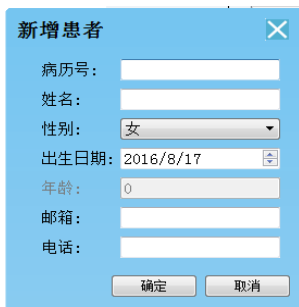 新增患者
病历号：
姓名：
性别： 女
出生日期： 2016/8/17
年龄： 0
邮箱：
电话：
确定 取消